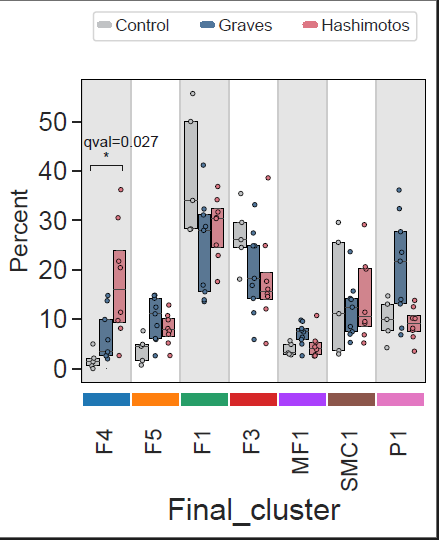 Control Graves Hashimotos
qval=0.027
*
50
40
30
20
10
0
Percent
F4 F5 F1 F3 MF1 SMC1 P1
Final_cluster